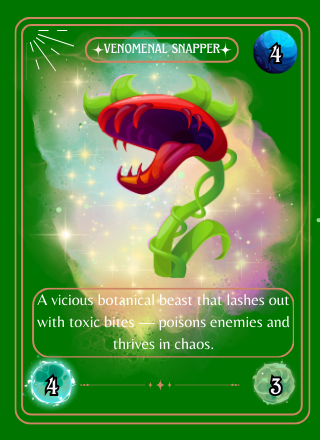 VENOMENAL SNAPPER
4
A vicious botanical beast that lashes out
with toxic bites — poisons enemies and
thrives in chaos.
4
3